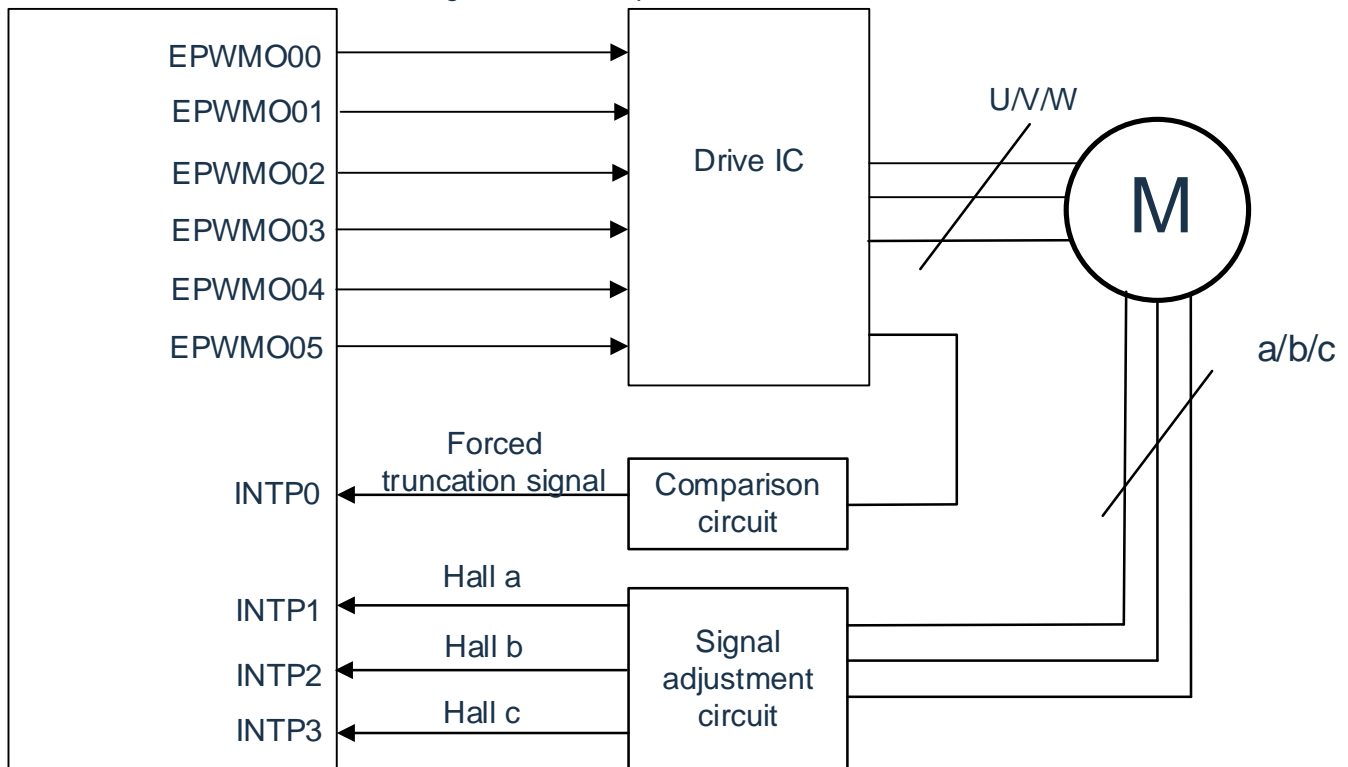 EPWMO00
EPWMO01
EPWMO02
EPWMO03
EPWMO04
EPWMO05
Drive IC
U/V/W
M
a/b/c
INTP0
Forced
truncation signal
Comparison
circuit
INTP1
Hall a
INTP2
Hall b
INTP3
Hall c
Signal
adjustment
circuit